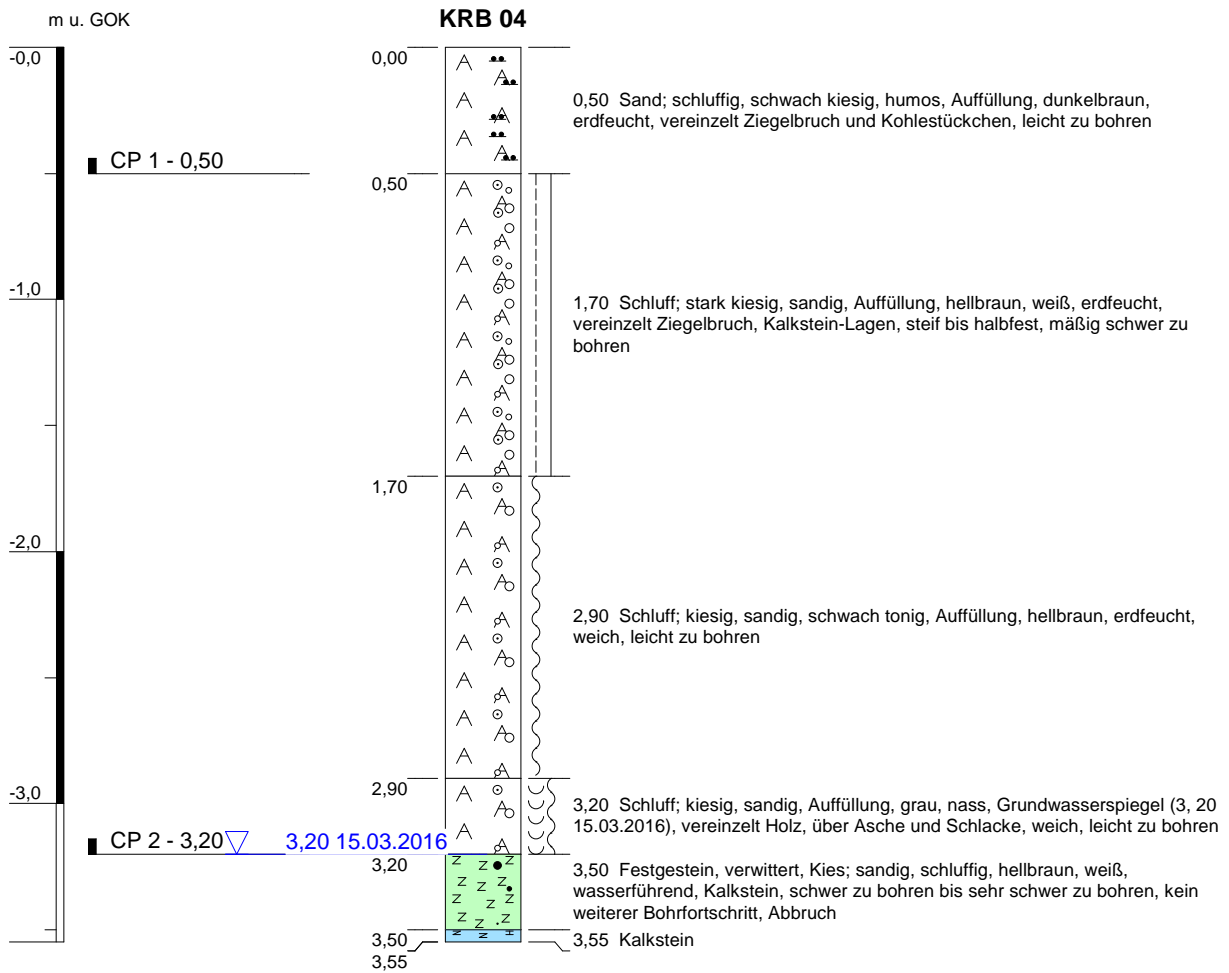 m u. GOK
KRB 04
-0,0
0,00
0,50 Sand; schluffig, schwach kiesig, humos, Auffüllung, dunkelbraun,
erdfeucht, vereinzelt Ziegelbruch und Kohlestückchen, leicht zu bohren
CP 1 - 0,50
0,50
-1,0
1,70 Schluff; stark kiesig, sandig, Auffüllung, hellbraun, weiß, erdfeucht,
vereinzelt Ziegelbruch, Kalkstein-Lagen, steif bis halbfest, mäßig schwer zu
bohren
1,70
-2,0
2,90 Schluff; kiesig, sandig, schwach tonig, Auffüllung, hellbraun, erdfeucht,
weich, leicht zu bohren
2,90
-3,0
3,20 Schluff; kiesig, sandig, Auffüllung, grau, nass, Grundwasserspiegel (3, 20
15.03.2016), vereinzelt Holz, über Asche und Schlacke, weich, leicht zu bohren
CP 2 - 3,20
3,20 15.03.2016
3,20
3,50 Festgestein, verwittert, Kies; sandig, schluffig, hellbraun, weiß,
wasserführend, Kalkstein, schwer zu bohren bis sehr schwer zu bohren, kein
weiterer Bohrfortschritt, Abbruch
3,50
3,55 Kalkstein
3,55